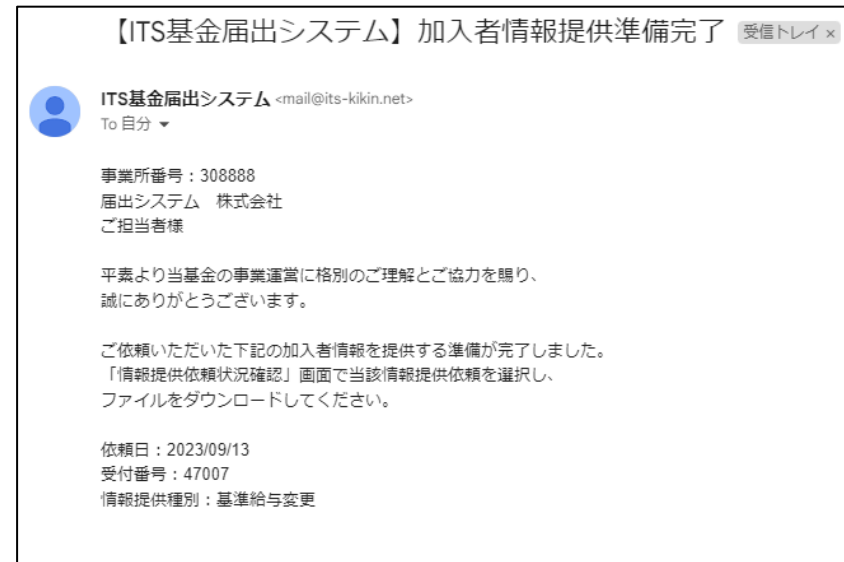 【ITS基金届出システム】加入者情報提供準備完了 受信トレイ ×
ITS基金届出システム <mail@its-kikin.net>
To 自分
事業所番号：308888
届出システム　株式会社
ご担当者様
平素より当基金の事業運営に格別のご理解とご協力を賜り、
誠にありがとうございます。
ご依頼いただいた下記の加入者情報を提供する準備が完了しました。
「情報提供依頼状況確認」画面で当該情報提供依頼を選択し、
ファイルをダウンロードしてください。
依頼日：2023/09/13
受付番号：47007
情報提供種別：基準給与変更